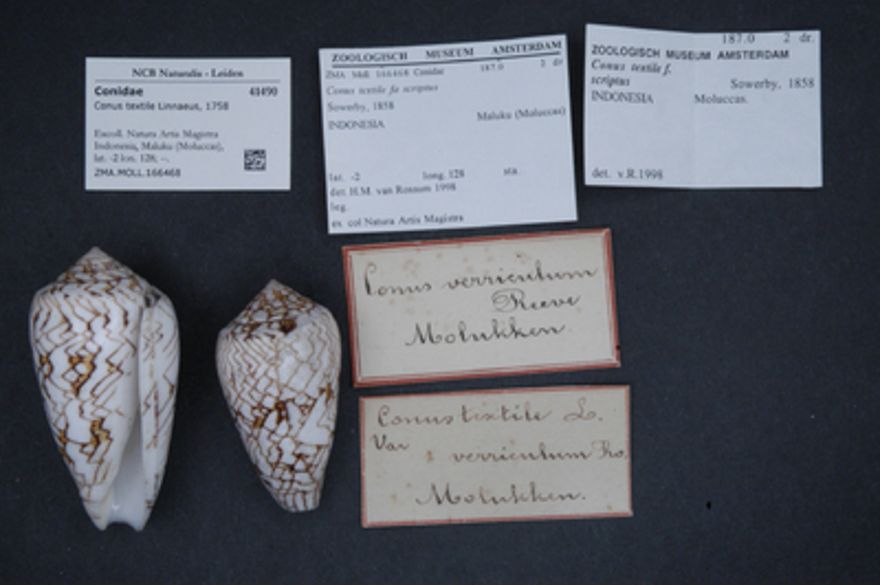 NCB Naturalis - Leiden
Conidae 41490
Conus textile Linnaeus, 1758
Excoll. Natura Artis Magistra
Indonesia, Maluku (Moluccas),
lat. -2 lon. 128; --.
ZMA.MOLL.166468
ZOOLOGISCH MUSEUM AMSTERDAM
ZMA Moll. 166468 Conidae 187.0 2 dr
Conus textile fa scriptus
Sowerby, 1858
INDONESIA Maluku (Moluccas)
lat. -2 long. 128 sta.
det. H.M. van Rossum 1998
leg.
ex. col Natura Artis Magistra
187.0 2 dr.
ZOOLOGISCH MUSEUM AMSTERDAM
Conus textile f.
scriptus Sowerby, 1858
INDONESIA Moluccas.
det. v.R.1998
Conus verriculum
Reeve
Molukken.
Conus textile L.
Var verriculum
Molukken.